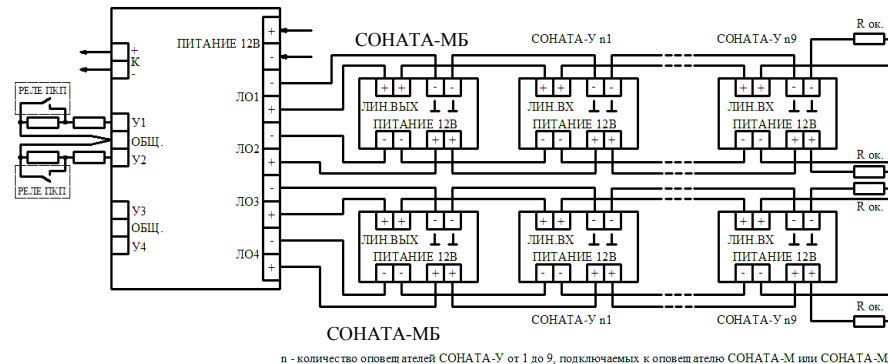 СОНАТА-МБ
СОНАТА-У n1
СОНАТА-У n9
R ок.
ПИТАНИЕ 12В
+
-
+
К
-
РЕЛЕ ПКП
У1
ОБЩ.
У2
РЕЛЕ ПКП
У3
ОБЩ.
У4
-
ЛО1
+
-
ЛО2
+
-
ЛО3
+
-
ЛО4
+
+ + - -
ЛИН.ВЫХ
ПИТАНИЕ 12В
- - + +
+ + - -
ЛИН.ВХ
ПИТАНИЕ 12В
- - + +
+ + - -
ЛИН.ВХ
ПИТАНИЕ 12В
- - + +
R ок.
R ок.
+ + - -
ЛИН.ВЫХ
ПИТАНИЕ 12В
- - + +
+ + - -
ЛИН.ВХ
ПИТАНИЕ 12В
- - + +
+ + - -
ЛИН.ВХ
ПИТАНИЕ 12В
- - + +
R ок.
СОНАТА-МБ
СОНАТА-У n1
СОНАТА-У n9
n - количество оповещателей СОНАТА-У от 1 до 9, подключаемых к оповещателю СОНАТА-М или СОНАТА-М